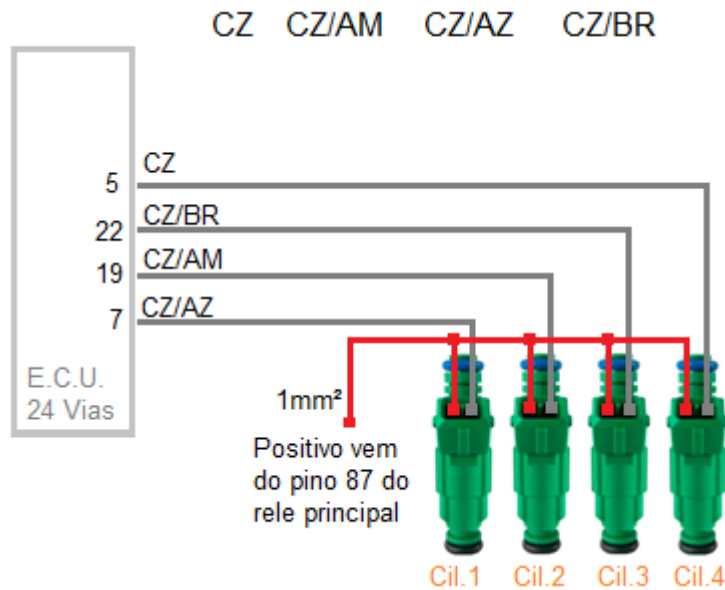 CZ CZ/AM CZ/AZ CZ/BR
5 CZ
22 CZ/BR
19 CZ/AM
7 CZ/AZ
E.C.U.
24 Vias
1mm²
Positivo vem
do pino 87 do
rele principal
Cil.1 Cil.2 Cil.3 Cil.4